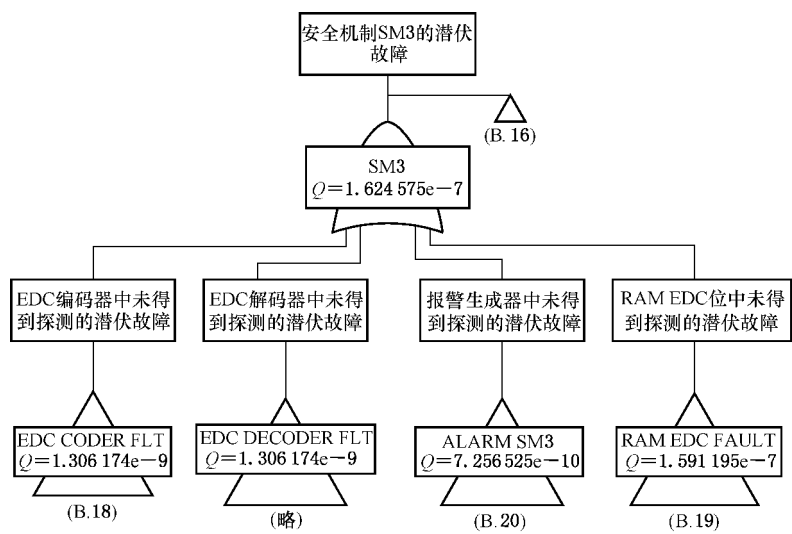 安全机制SM3的潜伏
故障
(B. 16)
SM3
Q=1. 624 575e-7
EDC编码器中未得
到探测的潜伏故障
EDC解码器中未得
到探测的潜伏故障
报警生成器中未得
到探测的潜伏故障
RAM EDC位中未得
到探测的潜伏故障
EDC CODER FLT
Q=1.306 174e-9
(B.18)
EDC DECODER FLT
Q=1.306 174e-9
(略)
ALARM SM3
Q=7.256 525e-10
(B.20)
RAM EDC FAULT
Q=1.591 195e-7
(B.19)